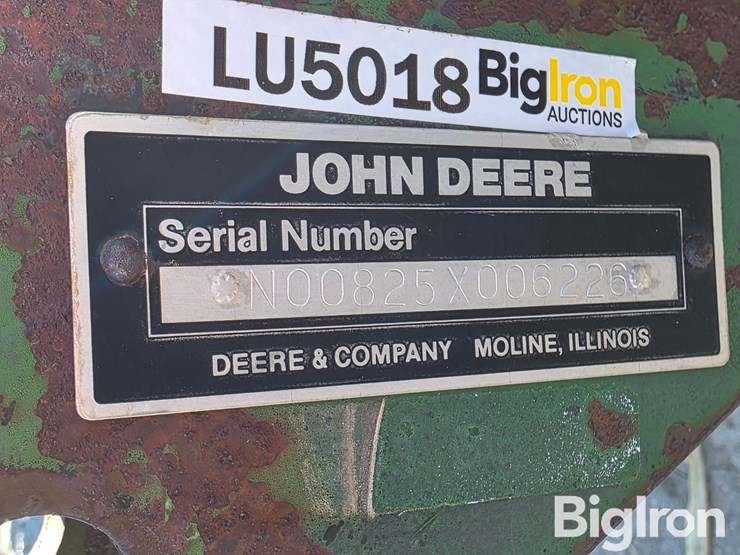 LU5018 BigIron
AUCTIONS
JOHN DEERE
Serial Number
N00825X006226
DEERE & COMPANY MOLINE, ILLINOIS
BigIron